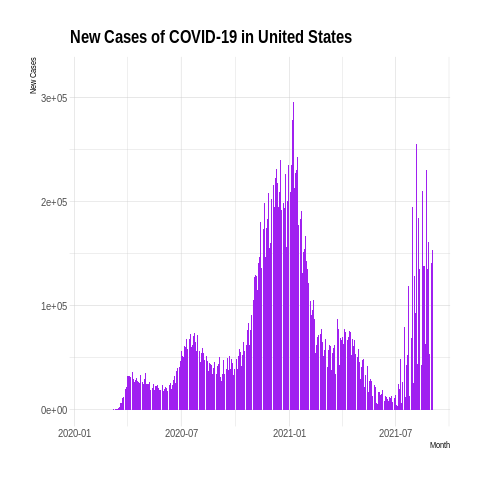 New Cases of COVID-19 in United States
New Cases
3e+05
2e+05
1e+05
0e+00
2020-01
2020-07
2021-01
2021-07
Month